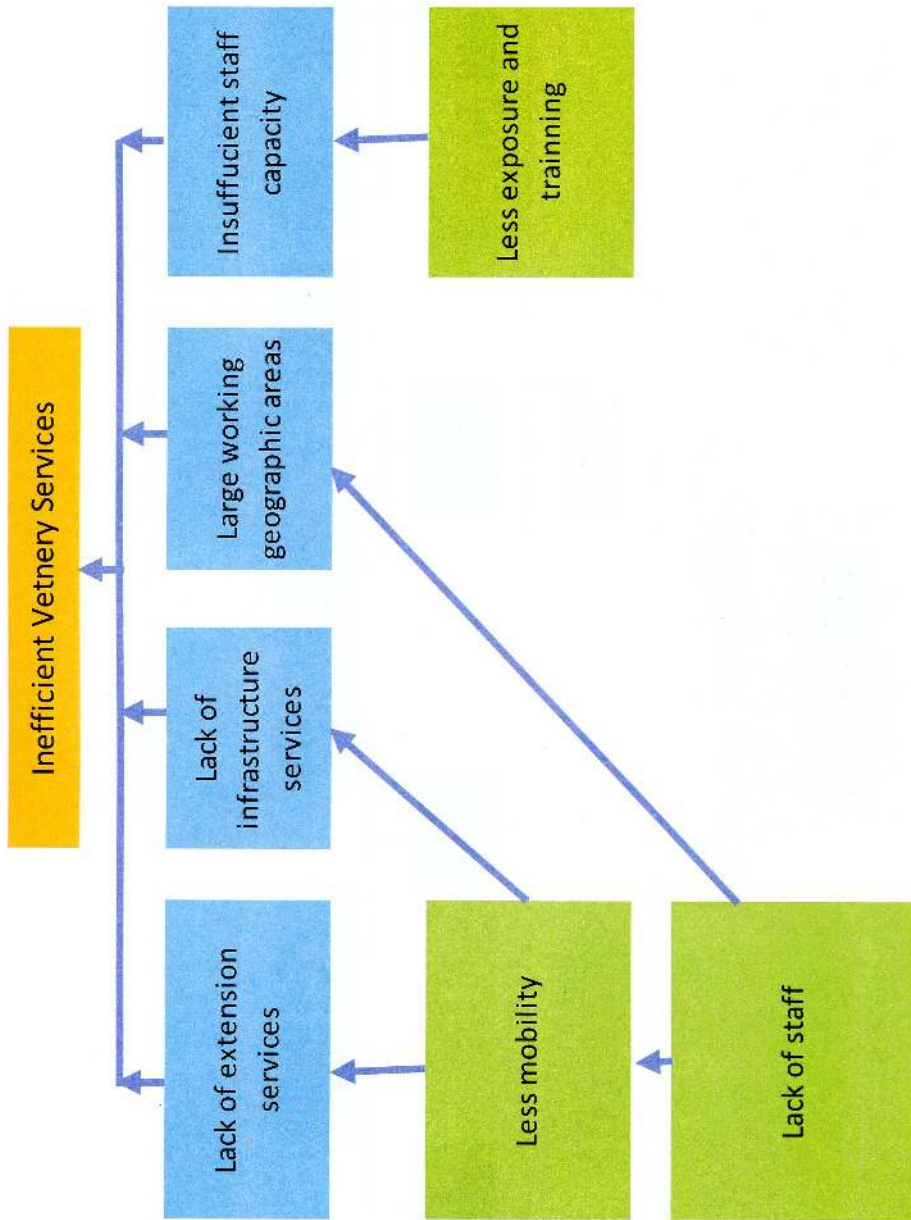 Inefficient Vetnery Services
Lack of extension
services
Lack of
infrastructure
services
Large working
geographic areas
Insuffucient staff
capacity
Less mobility
Less exposure and
trainning
Lack of staff